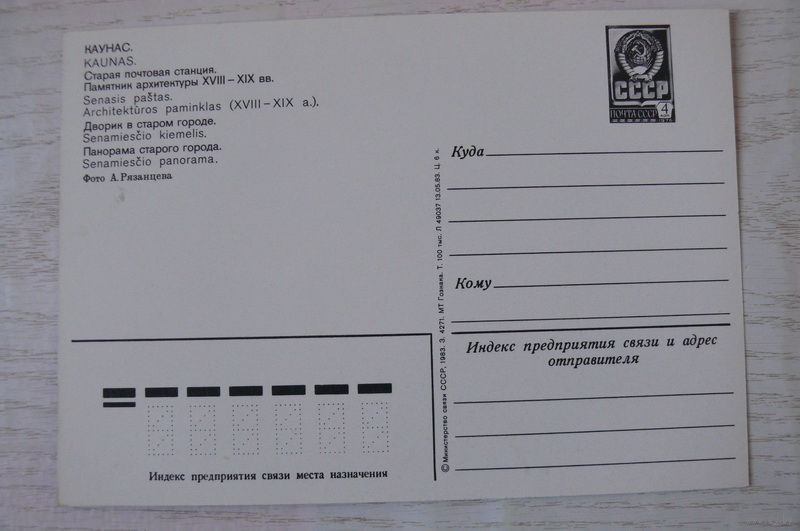 КАУНАС.
KAUNAS.
Старая почтовая станция.
Памятник архитектуры XVIII – XIX вв.
Senasis paštas.
Architektūros paminklas (XVIII – XIX a.).
Дворик в старом городе.
Senamiesčio kiemelis.
Панорама старого города.
Senamiesčio panorama.
Фото А. Рязанцева
СССР
ПОЧТА СССР
4
Куда
Кому
Индекс предприятия связи и адрес
отправителя
© Министерство связи СССР, 1983. З. 4271. МТ Гознака. Т. 100 тыс. Л 49037 13.05.83. Ц. 6 к.
Индекс предприятия связи места назначения